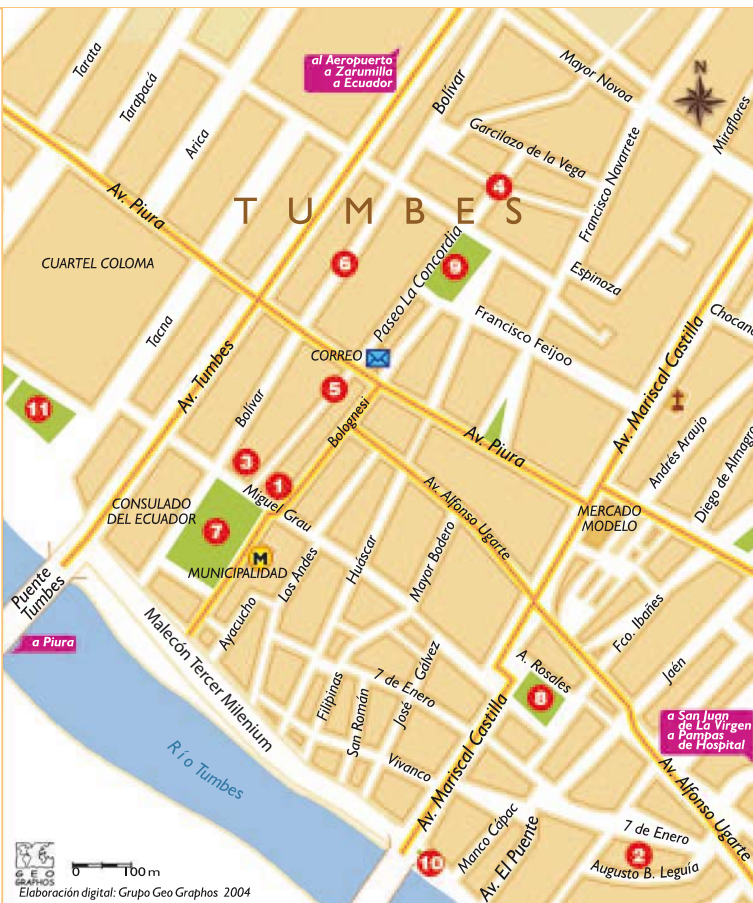 Tarata
Tarapacá
Arica
al Aeropuerto
a Zarumilla
a Ecuador
Bolívar
Mayor Novoa
N
Miraflores
Garcilazo de la Vega
Francisco Navarrete
4
Av. Piura
TUMBES
CUARTEL COLOMA
6
Paseo La Concordia
9
Espinoza
Tacna
Av. Tumbes
CORREO
Francisco Feijoo
Av. Mariscal Castilla
Chocano
11
Bolívar
5
Bolognesi
Av. Piura
Andrés Araujo
Diego de Almagro
3
1
Miguel Grau
Av. Alfonso Ugarte
CONSULADO
DEL ECUADOR
7
MERCADO
MODELO
M
MUNICIPALIDAD
Los Andes
Huáscar
Mayor Bodero
Puente
Tumbes
a Piura
Malecón Tercer Milenium
Ayacucho
Fco. Ibañes
Jaén
A. Rosales
8
Filipinas
San Román
7 de Enero
José Gálvez
a San Juan
de La Virgen
a Pampas
de Hospital
Río Tumbes
Vivanco
Av. Mariscal Castilla
Av. Alfonso Ugarte
Manco Cápac
Av. El Puente
7 de Enero
2
Augusto B. Leguía
10
GEO
GRAPHOS
0 100 m
Elaboración digital: Grupo Geo Graphos 2004